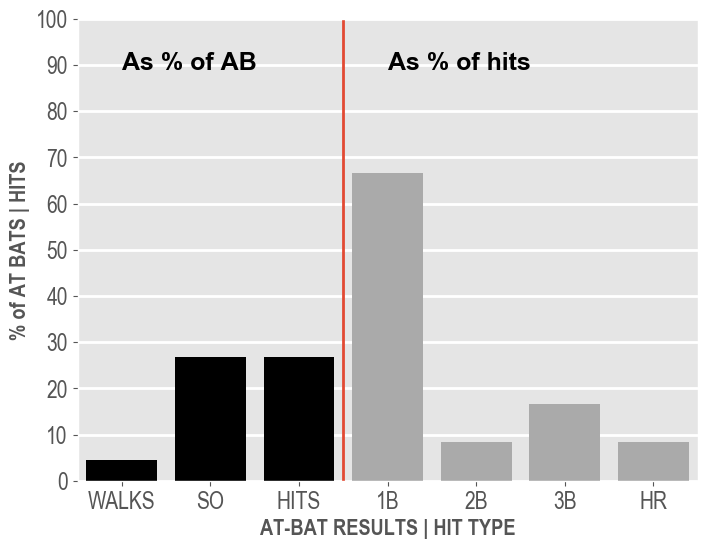 100
90
80
70
60
50
40
30
20
10
0
% of AT BATS | HITS
As % of AB
As % of hits
WALKS SO HITS 1B 2B 3B HR
AT-BAT RESULTS | HIT TYPE